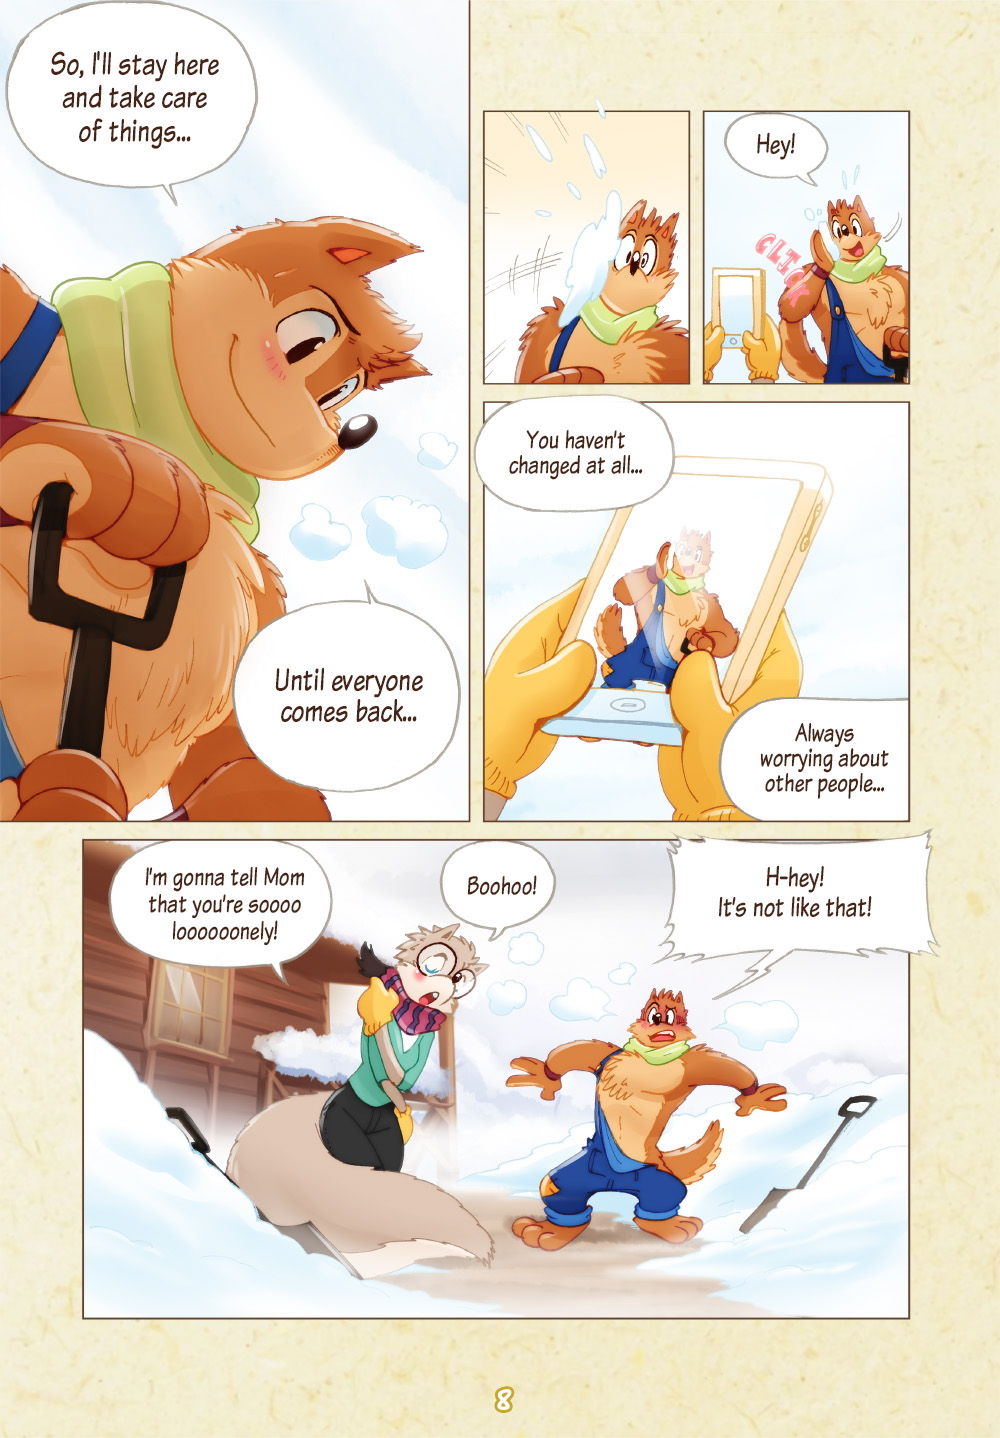 So, I'll stay here
and take care
of things...
Until everyone
comes back...
Hey!
CLICK
You haven't
changed at all...
Always
worrying about
other people...
I'm gonna tell Mom
that you're soooo
looooooonely!
Boohoo!
H-hey!
It's not like that!
8